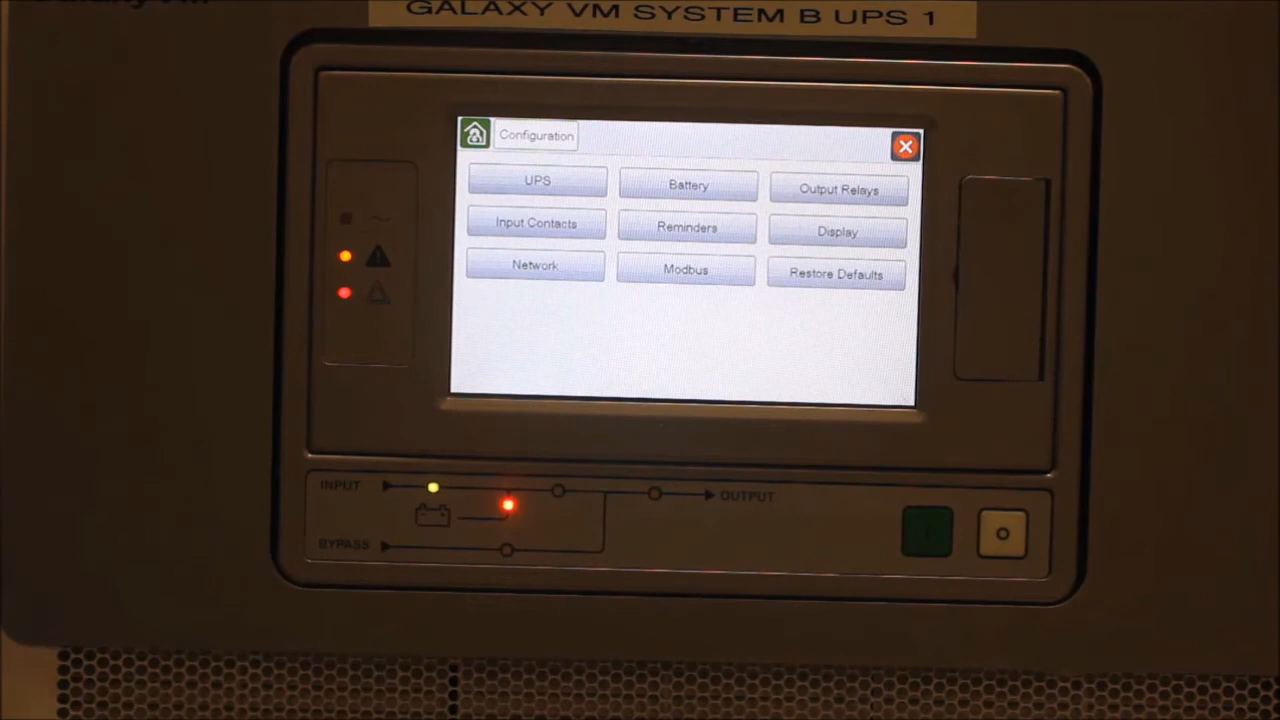 GALAXY VM SYSTEM B UPS 1
Configuration
UPS
Battery
Output Relays
Input Contacts
Reminders
Display
Network
Modbus
Restore Defaults
INPUT
OUTPUT
BYPASS